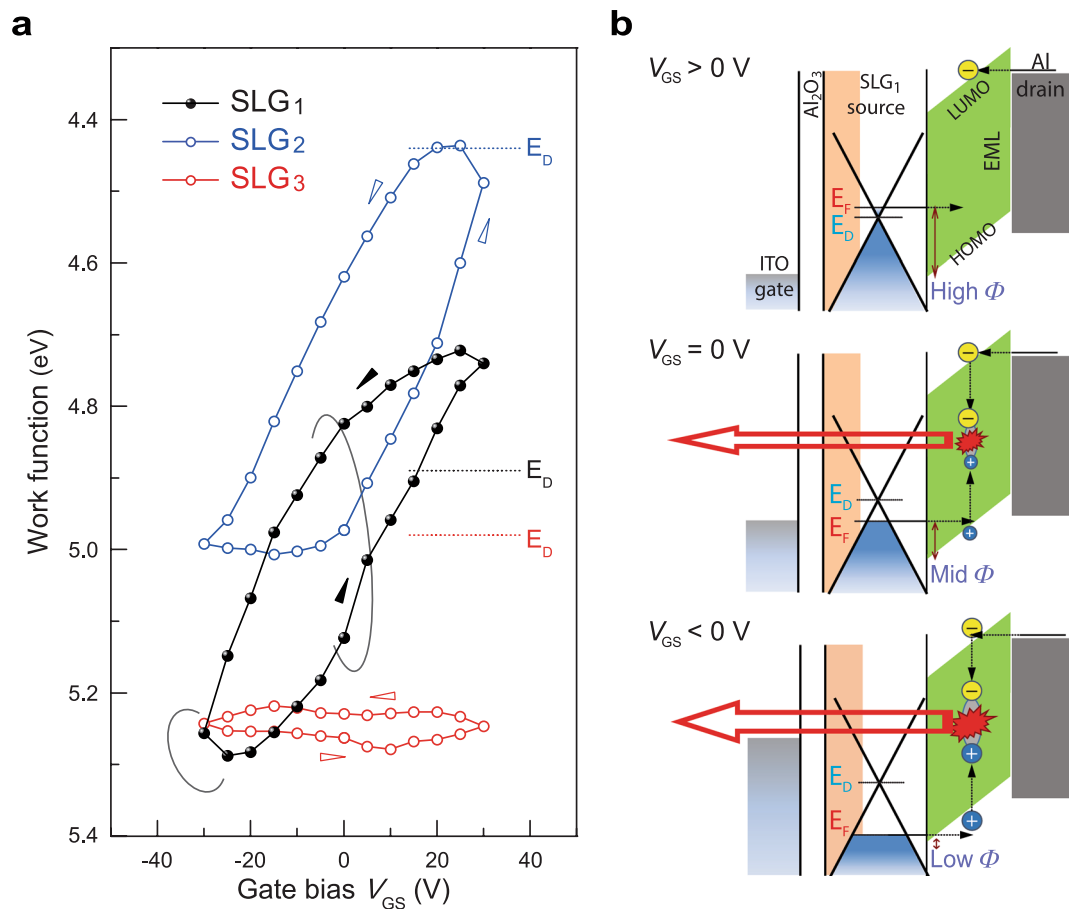 a
SLG1
SLG2
SLG3
4.4
4.6
4.8
5.0
5.2
5.4
-40
-20
0
20
40
Work function (eV)
Gate bias VGS (V)
ED
ED
ED
b
VGS > 0 V
Al2O3
SLG1
source
LUMO
EML
HOMO
Al
drain
EF
ED
ITO
gate
High Φ
VGS = 0 V
ED
EF
Mid Φ
VGS < 0 V
ED
EF
Low Φ